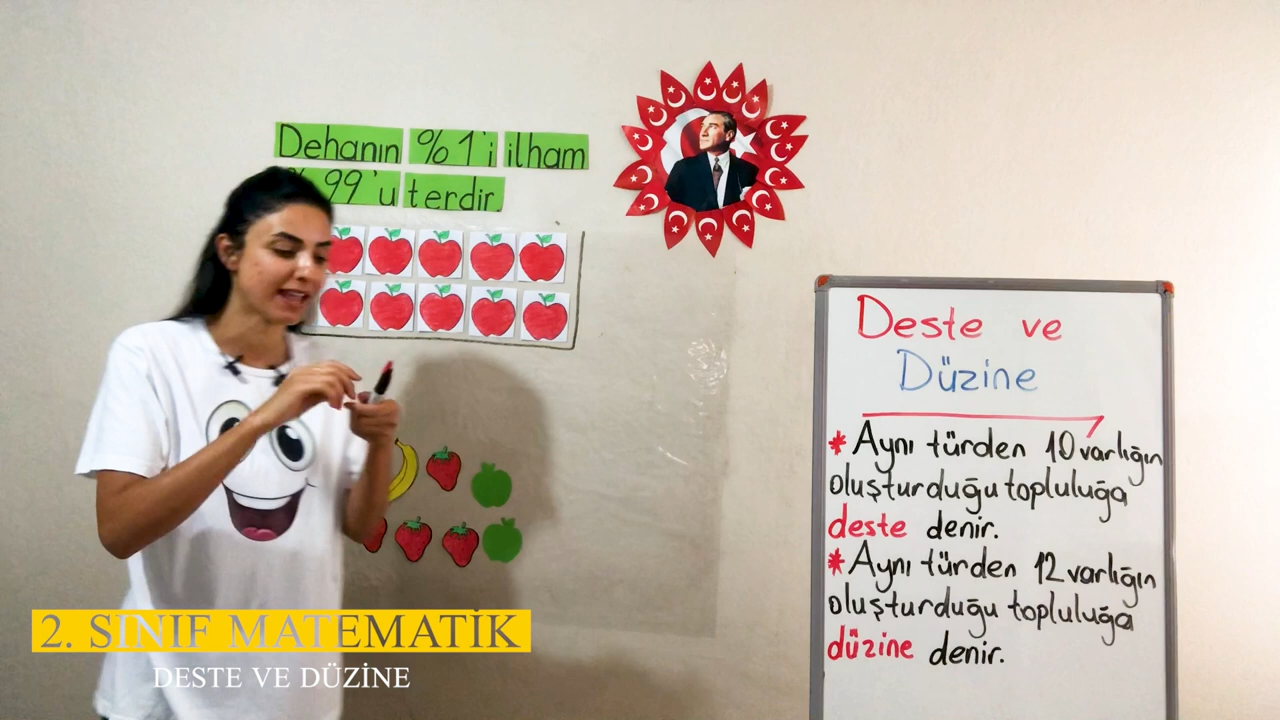 Dehanın %1'i ilham
% 99'u terdir.
Deste ve
Düzine
* Aynı türden 10 varlığın
oluşturduğu topluluğa
deste denir.
* Aynı türden 12 varlığın
oluşturduğu topluluğa
düzine denir.
2. SINIF MATEMATİK
DESTE VE DÜZİNE